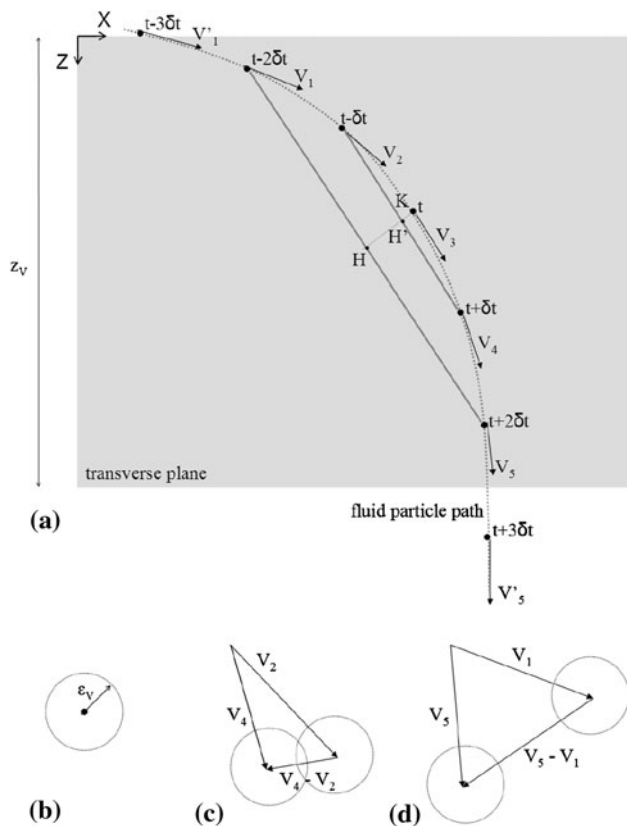 X
t-3δt
Z
V'1
t-2δt
V1
t-δt
V2
K t
H'
V3
H
zv
t+δt
V4
t+2δt
V5
transverse plane
(a)
fluid particle path
t+3δt
V'5
εv
V2
V4
V4 - V2
V1
V5
V5 - V1
(b)
(c)
(d)